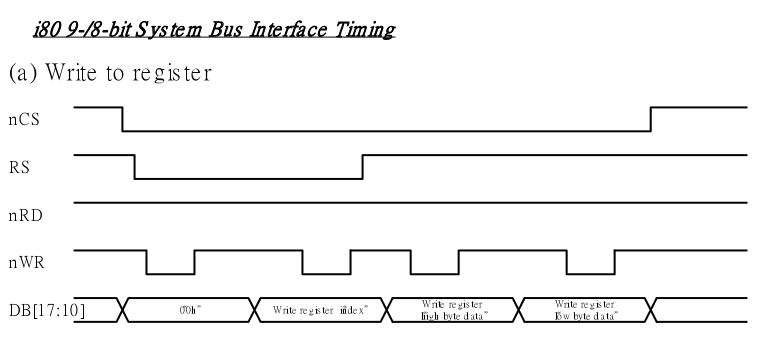 i80 9-/8-bit System Bus Interface Timing
(a) Write to register
nCS
RS
nRD
nWR
DB[17:10]
"00h"
Write register "index"
Write register
"high byte data"
Write register
"low byte data"